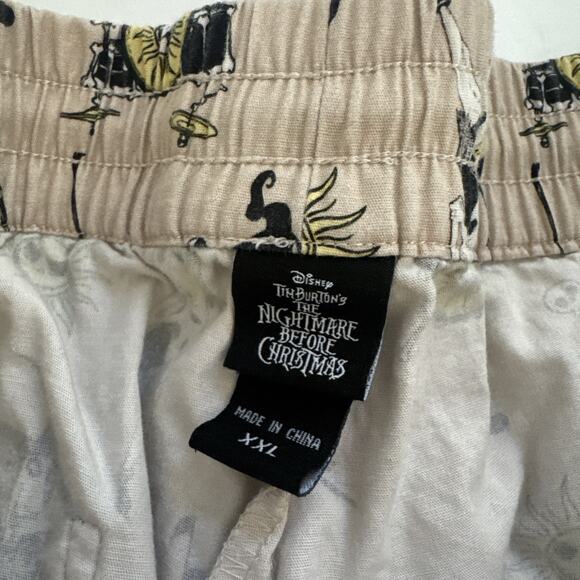 Disney
Tim Burton's
THE
NIGHTMARE
BEFORE
CHRISTMAS
MADE IN CHINA
XXL